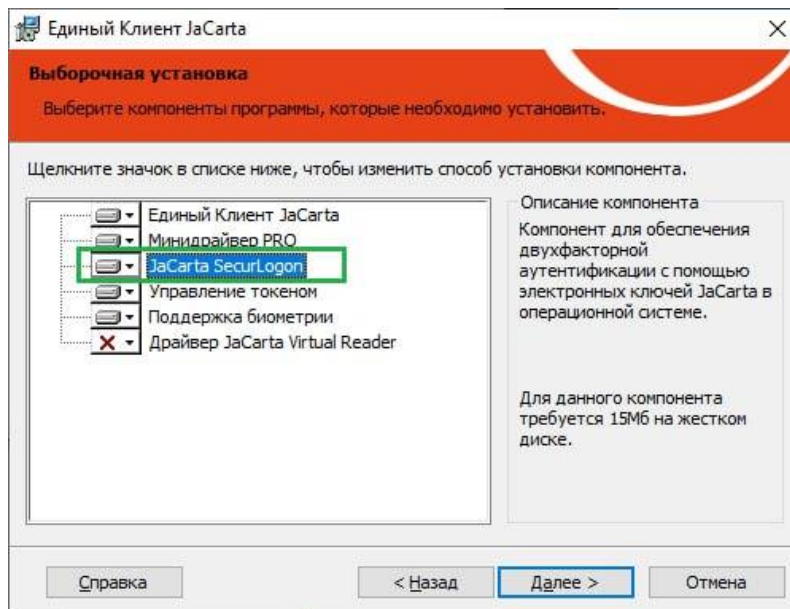 Единый Клиент JaCarta
Выборочная установка
Выберите компоненты программы, которые необходимо установить.
Щелкните значок в списке ниже, чтобы изменить способ установки компонента.
Единый Клиент JaCarta
Минидрайвер PRO
JaCarta SecurLogon
Управление токеном
Поддержка биометрии
Драйвер JaCarta Virtual Reader
Описание компонента
Компонент для обеспечения
двухфакторной
аутентификации с помощью
электронных ключей JaCarta в
операционной системе.
Для данного компонента
требуется 15Мб на жестком
диске.
Справка
< Назад
Далее >
Отмена